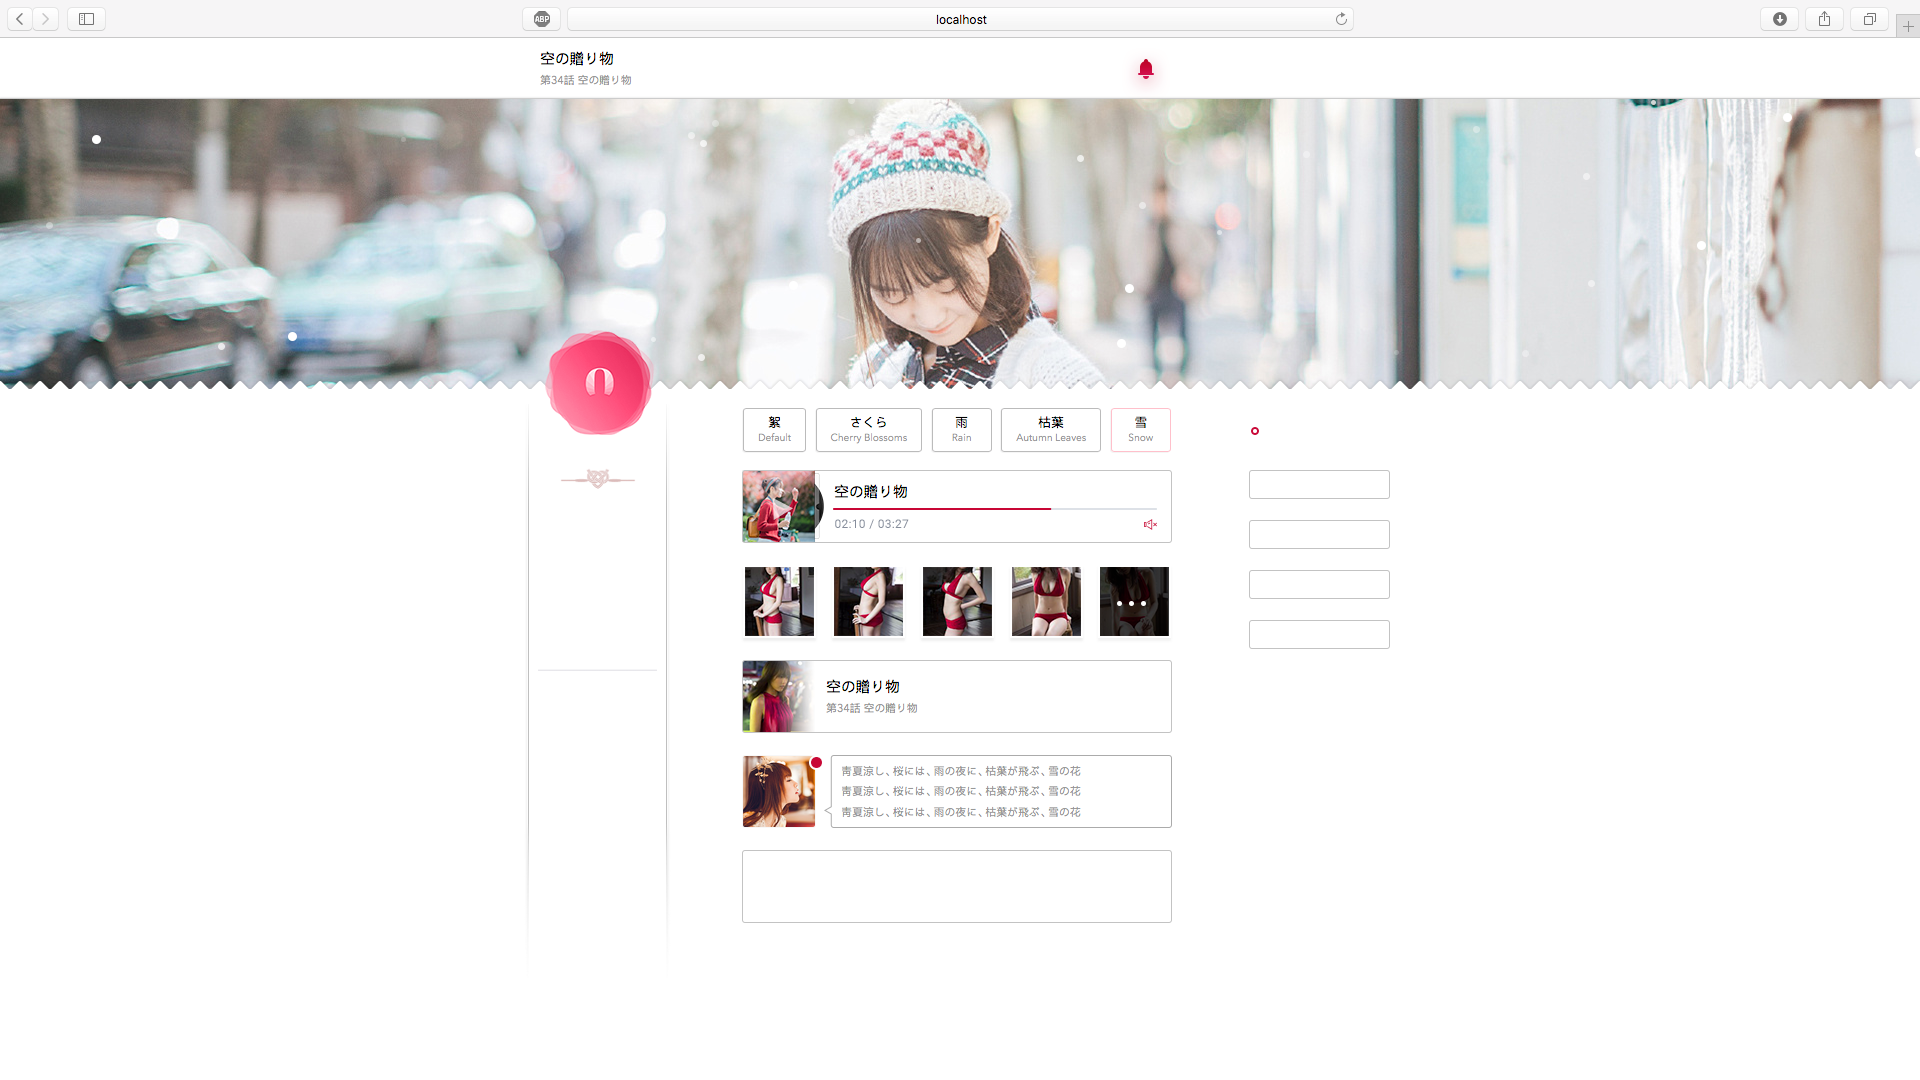 ABP
localhost
空の贈り物
第34話 空の贈り物
n
絮
Default
さくら
Cherry Blossoms
雨
Rain
枯葉
Autumn Leaves
雪
Snow
空の贈り物
02:10 / 03:27
空の贈り物
第34話 空の贈り物
靑夏涼し、桜には、雨の夜に、枯葉が飛ぶ、雪の花
靑夏涼し、桜には、雨の夜に、枯葉が飛ぶ、雪の花
靑夏涼し、桜には、雨の夜に、枯葉が飛ぶ、雪の花